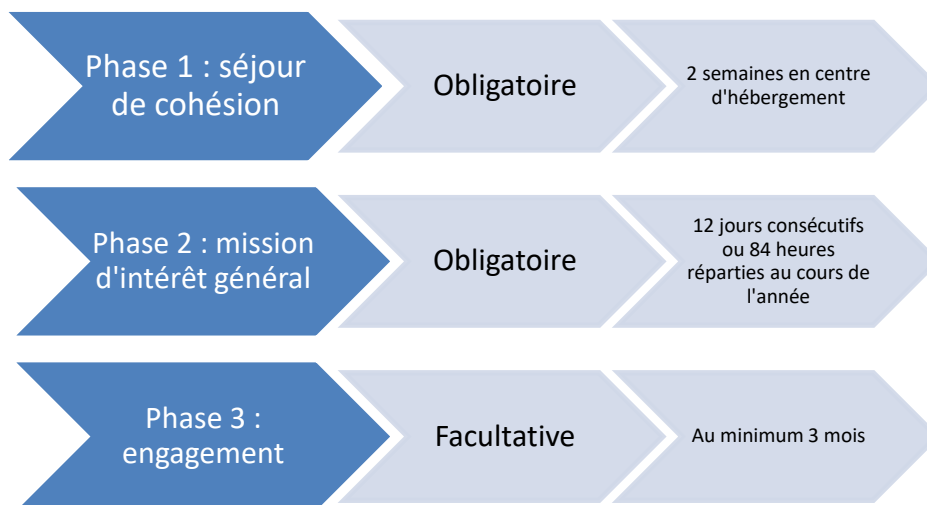 Phase 1 : séjour
de cohésion
Obligatoire
2 semaines en centre
d'hébergement
Phase 2 : mission
d'intérêt général
Obligatoire
12 jours consécutifs
ou 84 heures
réparties au cours de
l'année
Phase 3 :
engagement
Facultative
Au minimum 3 mois